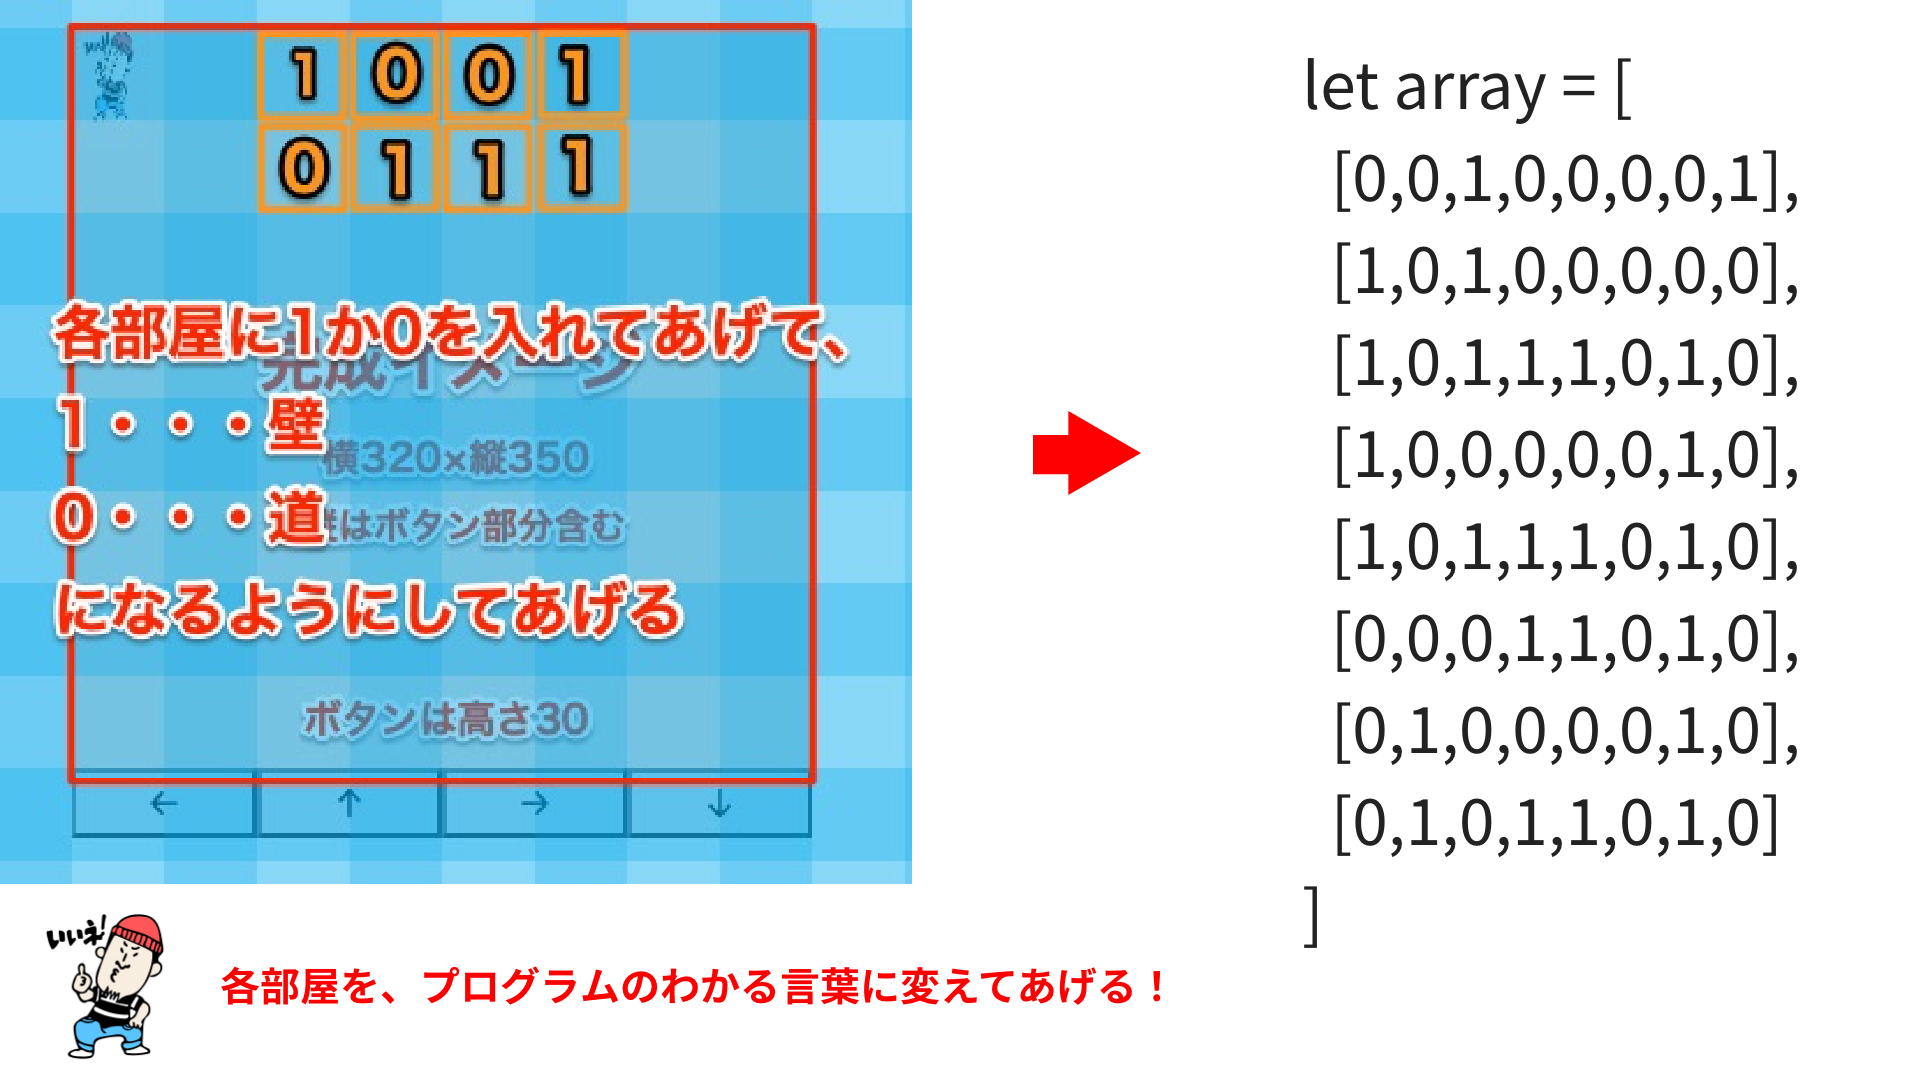 1 0 0 1
0 1 1 1
各部屋に1か0を入れてあげて、
完成イメージ
1・・・壁
横320×縦350
0・・・道
はボタン部分含む
になるようにしてあげる
ボタンは高さ30
← ↑ → ↓
let array = [
[0,0,1,0,0,0,0,1],
[1,0,1,0,0,0,0,0],
[1,0,1,1,1,0,1,0],
[1,0,0,0,0,0,1,0],
[1,0,1,1,1,0,1,0],
[0,0,0,1,1,0,1,0],
[0,1,0,0,0,0,1,0],
[0,1,0,1,1,0,1,0]
]
いいネ!
各部屋を、プログラムのわかる言葉に変えてあげる！